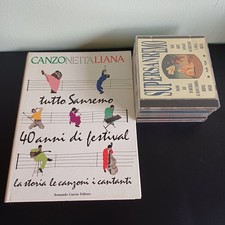 CANZONEITALIANA
tutto Sanremo
40 anni di festival
la storia le canzoni i cantanti
Armando Curcio Editore
SUPERSANREMO